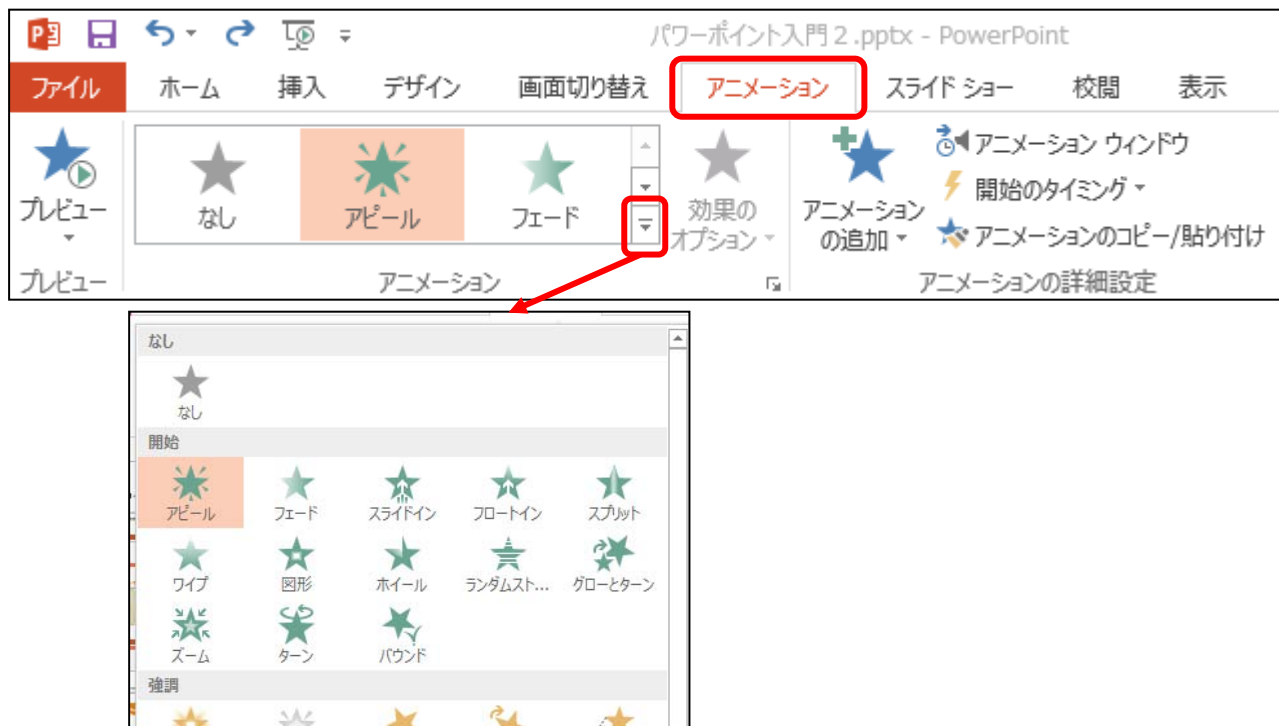 パワーポイント入門２.pptx - PowerPoint
ファイル ホーム 挿入 デザイン 画面切り替え アニメーション スライド ショー 校閲 表示
プレビュー なし アピール フェード 効果の オプション アニメーション の追加 アニメーション ウィンドウ
開始のタイミング
アニメーションのコピー/貼り付け
プレビュー アニメーション アニメーションの詳細設定
なし
なし
開始
アピール フェード スライドイン フロートイン スプリット
ワイプ 図形 ホイール ランダムスト... グローとターン
ズーム ターン バウンド
強調